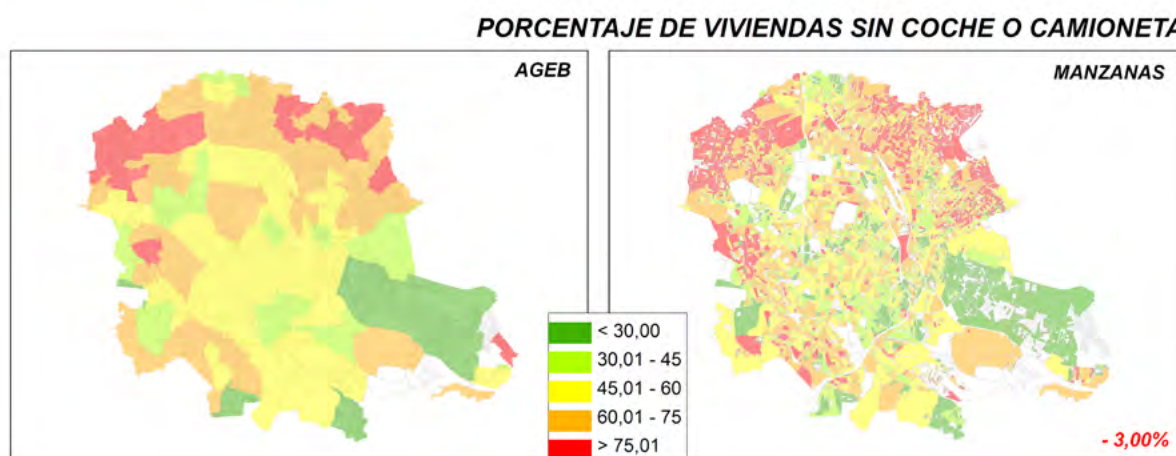 PORCENTAJE DE VIVIENDAS SIN COCHE O CAMIONETA
AGEB
MANZANAS
< 30,00
30,01 - 45
45,01 - 60
60,01 - 75
> 75,01
- 3,00%